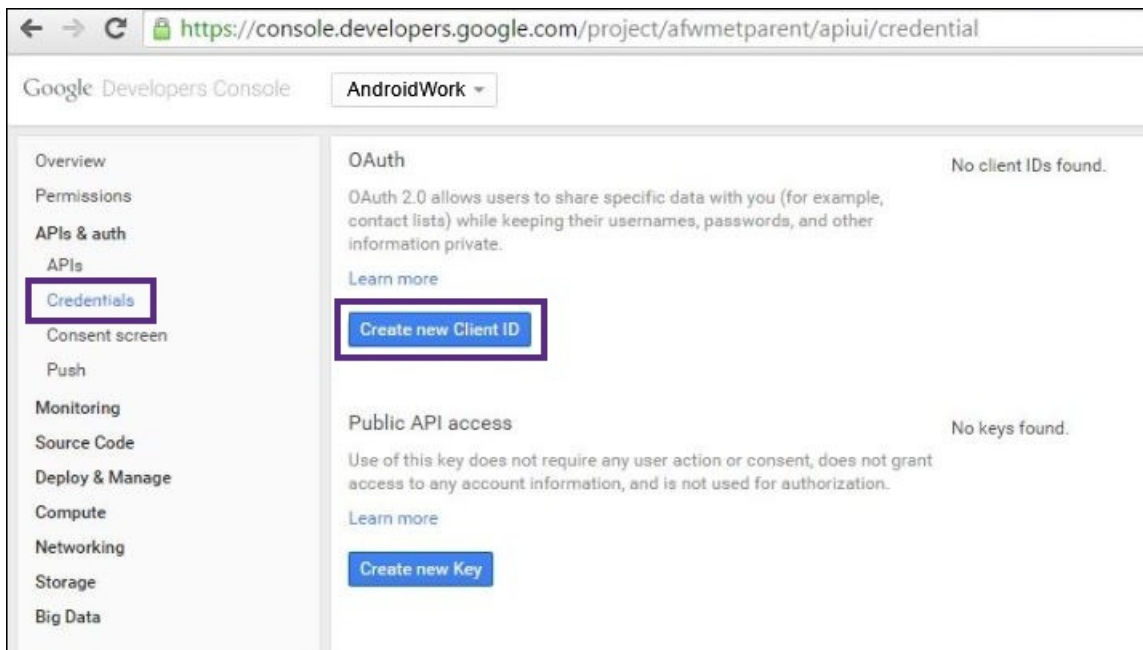 https://console.developers.google.com/project/afwmetparent/apiui/credential
Google Developers Console
AndroidWork
Overview
Permissions
APIs & auth
APIs
Credentials
Consent screen
Push
Monitoring
Source Code
Deploy & Manage
Compute
Networking
Storage
Big Data
OAuth
OAuth 2.0 allows users to share specific data with you (for example,
contact lists) while keeping their usernames, passwords, and other
information private.
Learn more
Create new Client ID
No client IDs found.
Public API access
Use of this key does not require any user action or consent, does not grant
access to any account information, and is not used for authorization.
Learn more
Create new Key
No keys found.